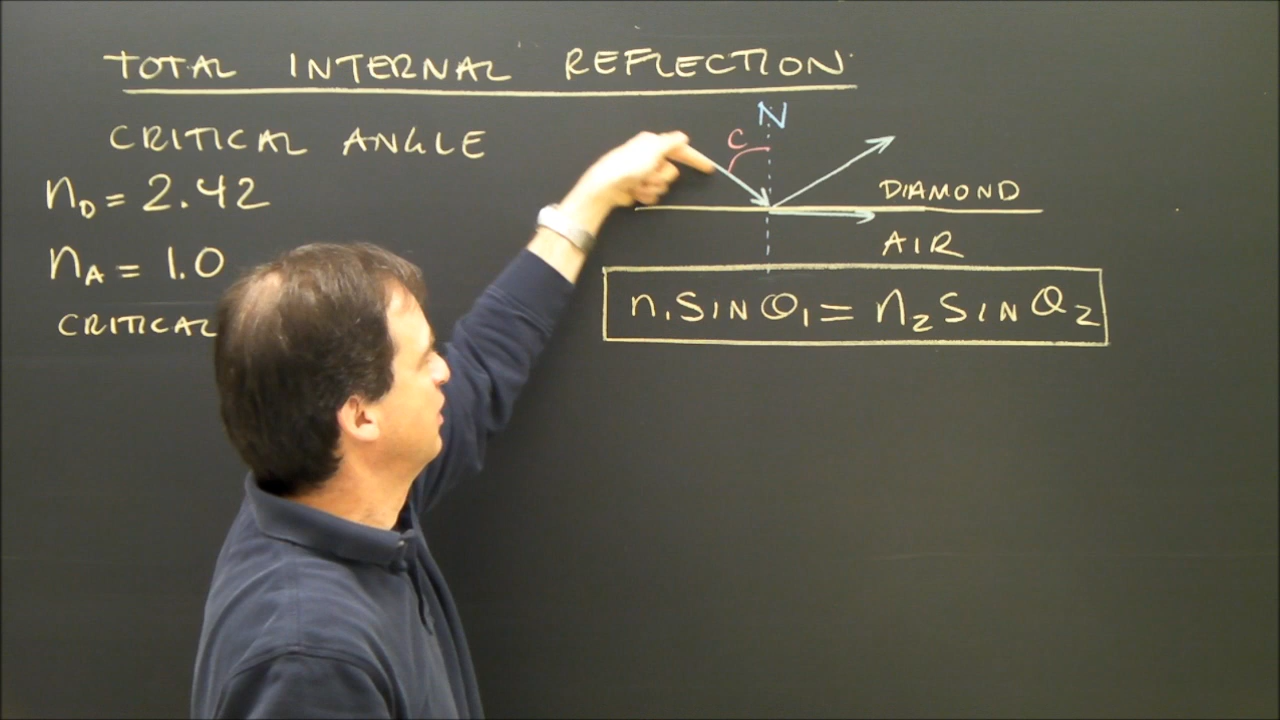 TOTAL INTERNAL REFLECTION
CRITICAL ANGLE
n_D = 2.42
n_A = 1.0
CRITICAL
N
C
DIAMOND
AIR
n₁ SIN θ₁ = n₂ SIN θ₂